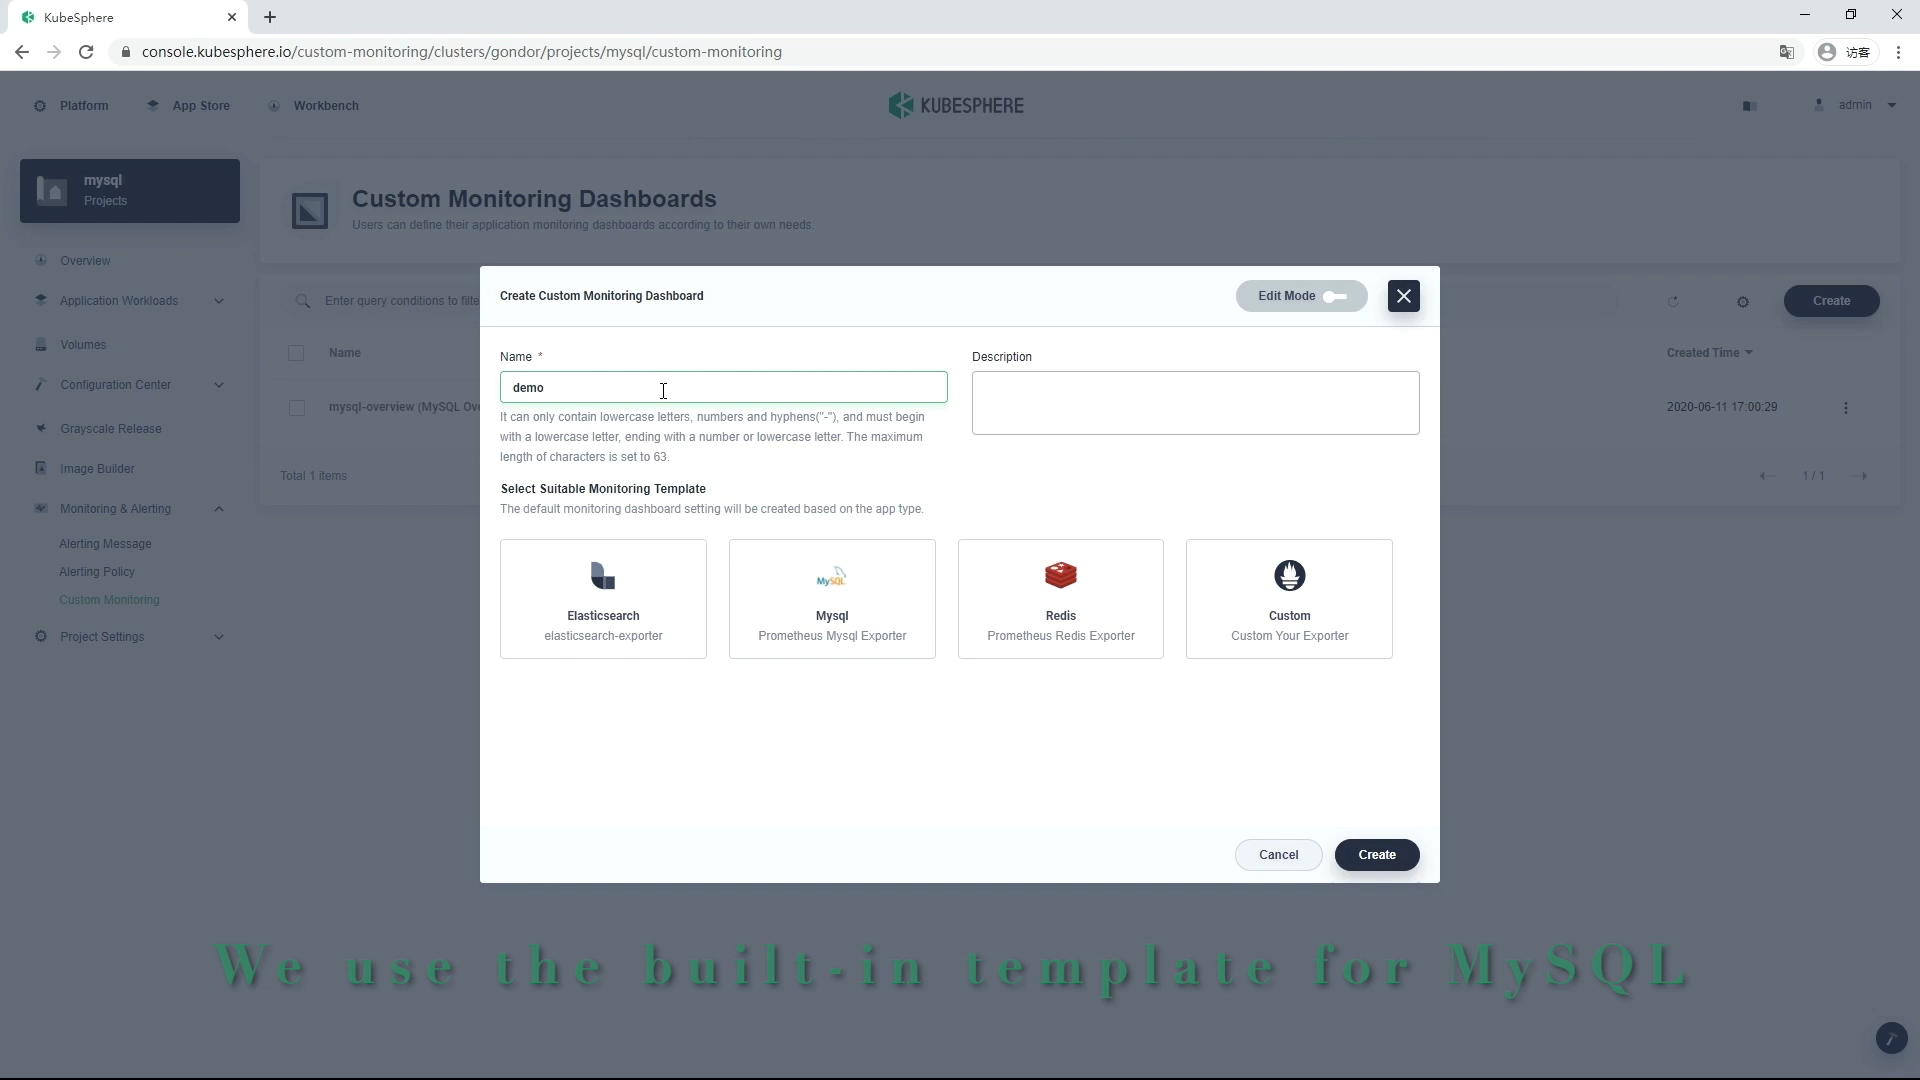 KubeSphere
console.kubesphere.io/custom-monitoring/clusters/gondor/projects/mysql/custom-monitoring
访客
Platform
App Store
Workbench
KUBESPHERE
admin
mysql
Projects
Custom Monitoring Dashboards
Users can define their application monitoring dashboards according to their own needs.
Overview
Application Workloads
Volumes
Configuration Center
Grayscale Release
Image Builder
Monitoring & Alerting
Alerting Message
Alerting Policy
Custom Monitoring
Project Settings
Enter query conditions to filte
Create
Name
Created Time
mysql-overview (MySQL Ove
2020-06-11 17:00:29
Total 1 items
1 / 1
Create Custom Monitoring Dashboard
Edit Mode
Name *
Description
demo
It can only contain lowercase letters, numbers and hyphens("-"), and must begin
with a lowercase letter, ending with a number or lowercase letter. The maximum
length of characters is set to 63.
Select Suitable Monitoring Template
The default monitoring dashboard setting will be created based on the app type.
Elasticsearch
elasticsearch-exporter
MySQL
Mysql
Prometheus Mysql Exporter
Redis
Prometheus Redis Exporter
Custom
Custom Your Exporter
Cancel
Create
We use the built-in template for MySQL